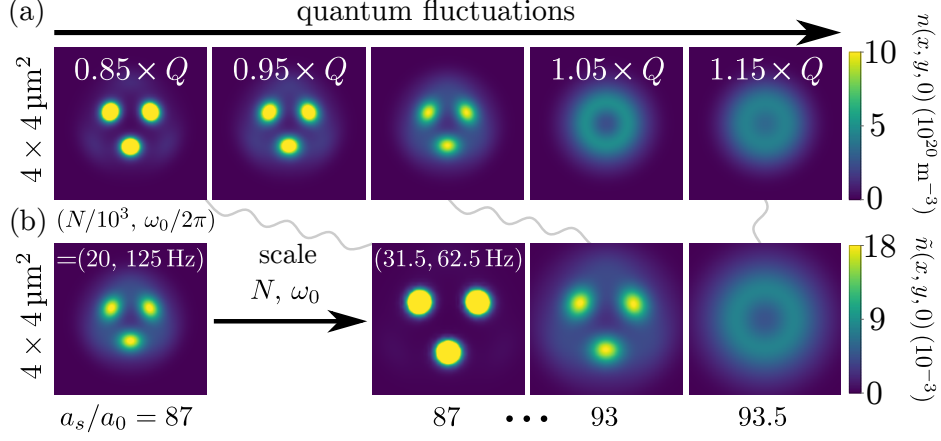 (a) quantum fluctuations
0.85 × Q 0.95 × Q 1.05 × Q 1.15 × Q
4 × 4 μm²
10
5
0
n(x, y, 0) (10²⁰ m⁻³)
(b) (N/10³, ω₀/2π)
=(20, 125 Hz)
scale
N, ω₀
(31.5, 62.5 Hz)
4 × 4 μm²
18
9
0
ñ(x, y, 0) (10⁻³)
aₛ/a₀ = 87 87 ••• 93 93.5